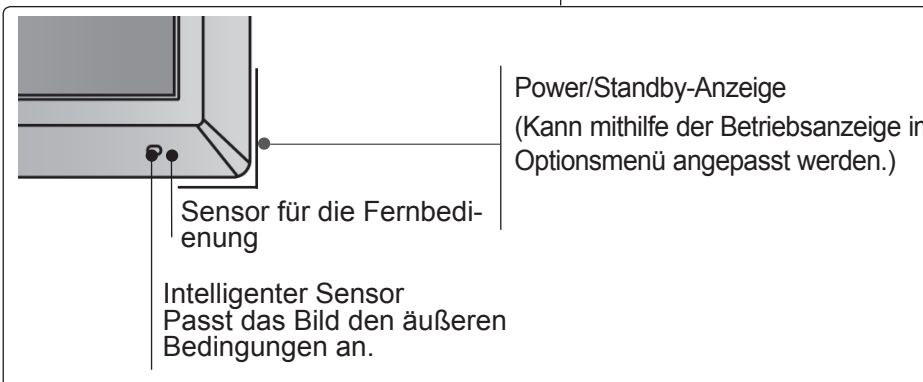 Power/Standby-Anzeige
(Kann mithilfe der Betriebsanzeige in
Optionsmenü angepasst werden.)
Sensor für die Fernbedi-
enung
Intelligenter Sensor
Passt das Bild den äußeren
Bedingungen an.